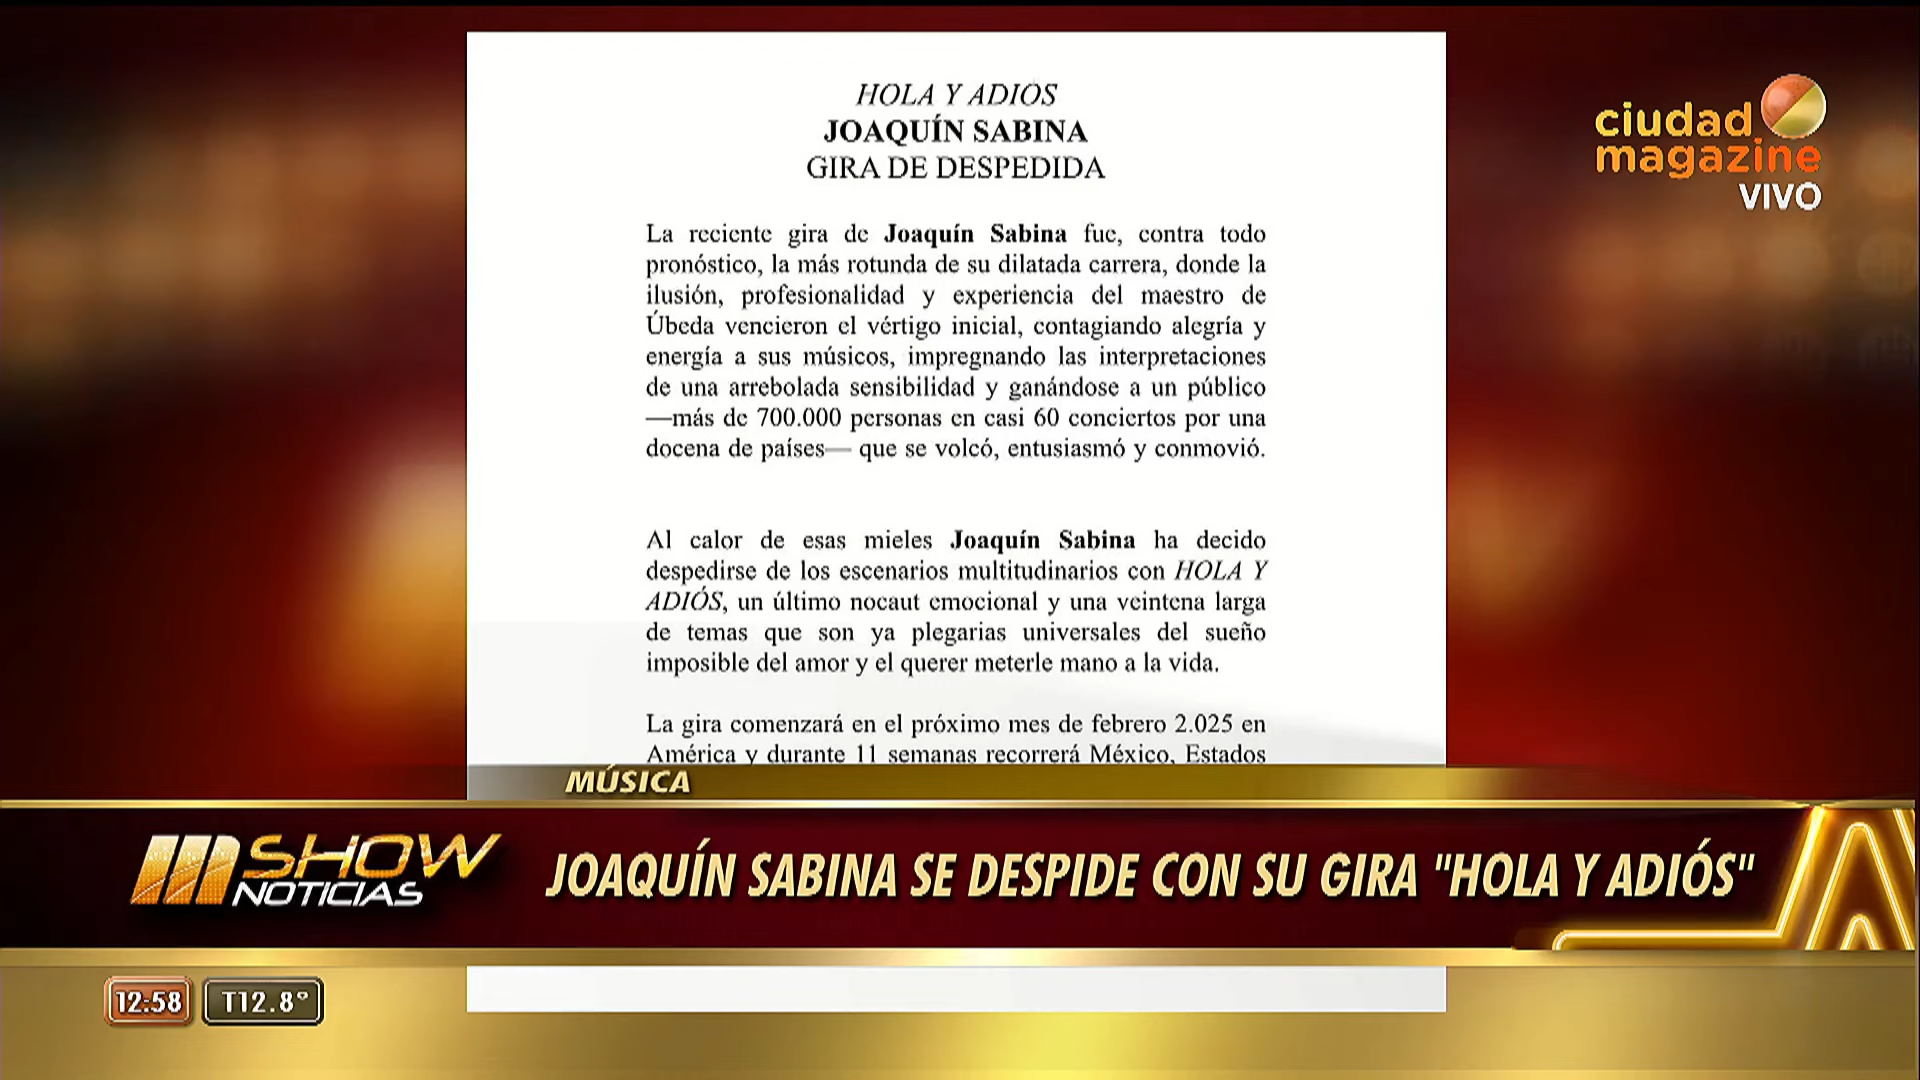 HOLA Y ADIÓS
JOAQUÍN SABINA
GIRA DE DESPEDIDA
La reciente gira de Joaquín Sabina fue, contra todo
pronóstico, la más rotunda de su dilatada carrera, donde la
ilusión, profesionalidad y experiencia del maestro de
Úbeda vencieron el vértigo inicial, contagiando alegría y
energía a sus músicos, impregnando las interpretaciones
de una arrebolada sensibilidad y ganándose a un público
—más de 700.000 personas en casi 60 conciertos por una
docena de países— que se volcó, entusiasmó y conmovió.
Al calor de esas mieles Joaquín Sabina ha decido
despedirse de los escenarios multitudinarios con HOLA Y
ADIÓS, un último nocaut emocional y una veintena larga
de temas que son ya plegarias universales del sueño
imposible del amor y el querer meterle mano a la vida.
La gira comenzará en el próximo mes de febrero 2.025 en
América y durante 11 semanas recorrerá México, Estados
ciudad
magazine
VIVO
MÚSICA
SHOW
NOTICIAS
JOAQUÍN SABINA SE DESPIDE CON SU GIRA "HOLA Y ADIÓS"
12:58
T12.8°